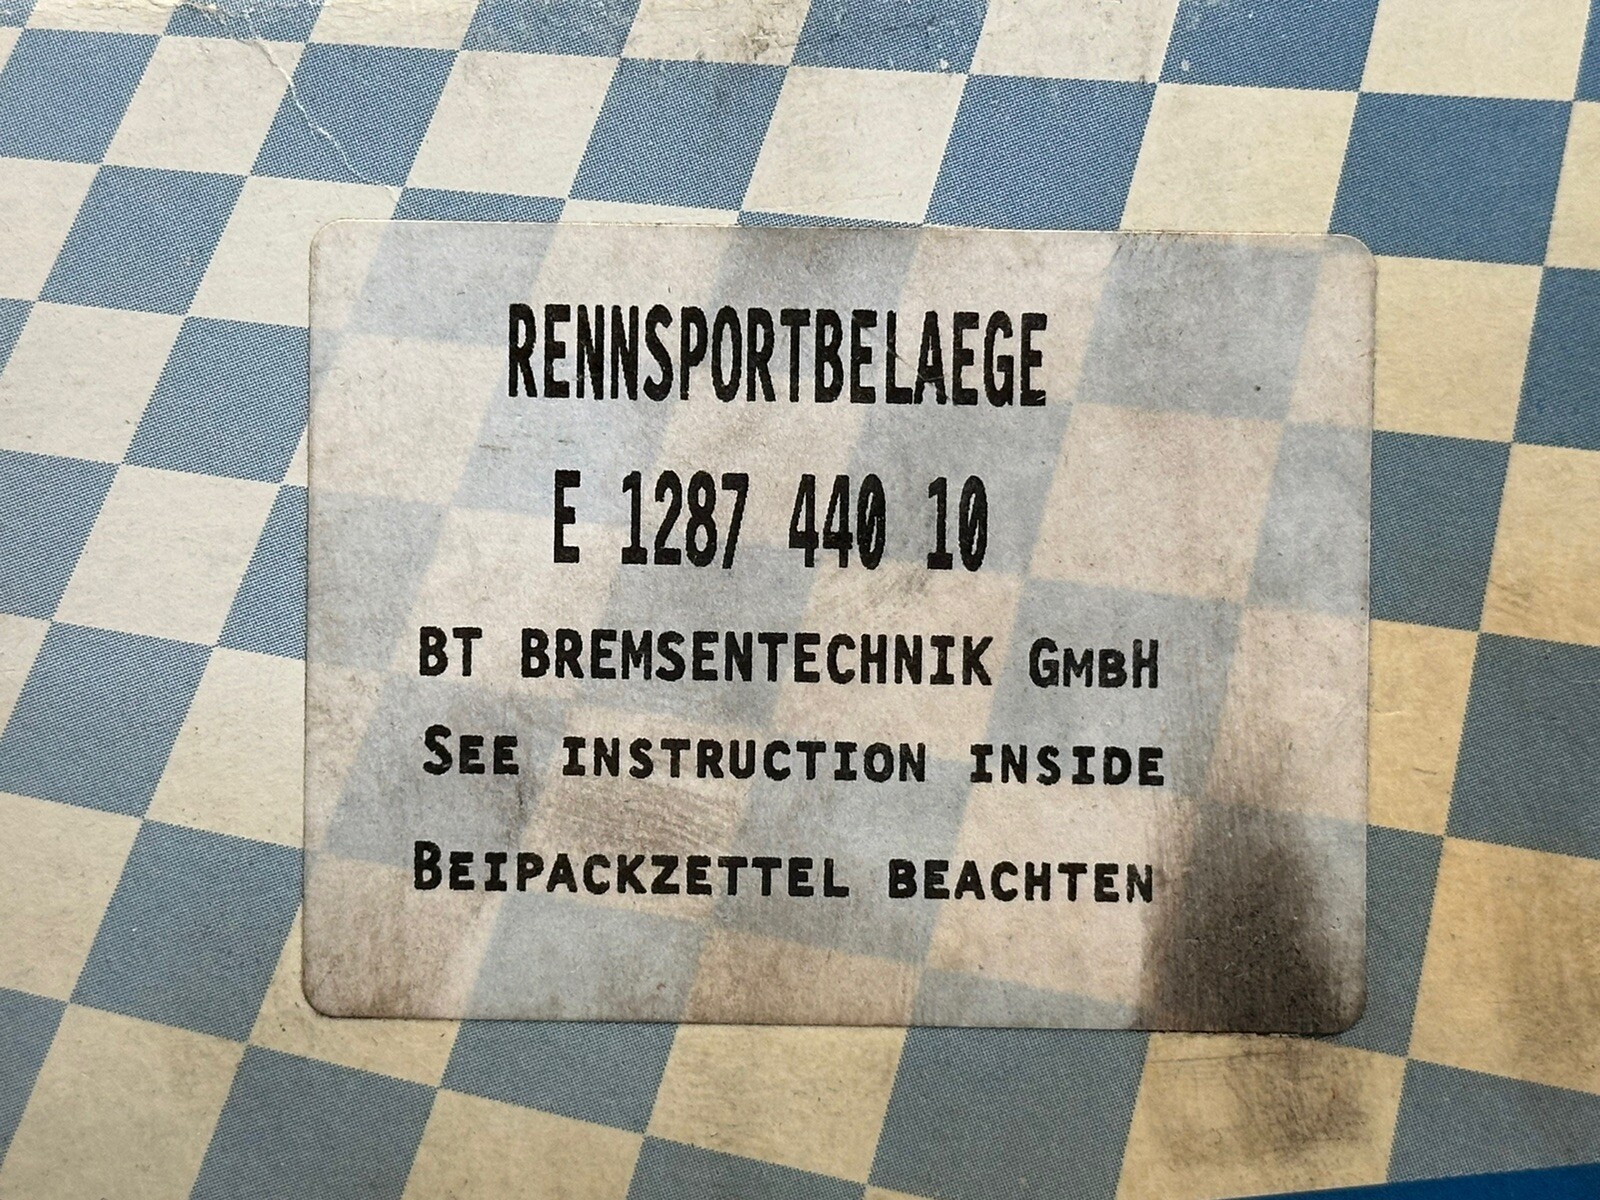 RENNSPORTBELAEGE
E 1287 440 10
BT BREMSENTECHNIK GMBH
SEE INSTRUCTION INSIDE
BEIPACKZETTEL BEACHTEN